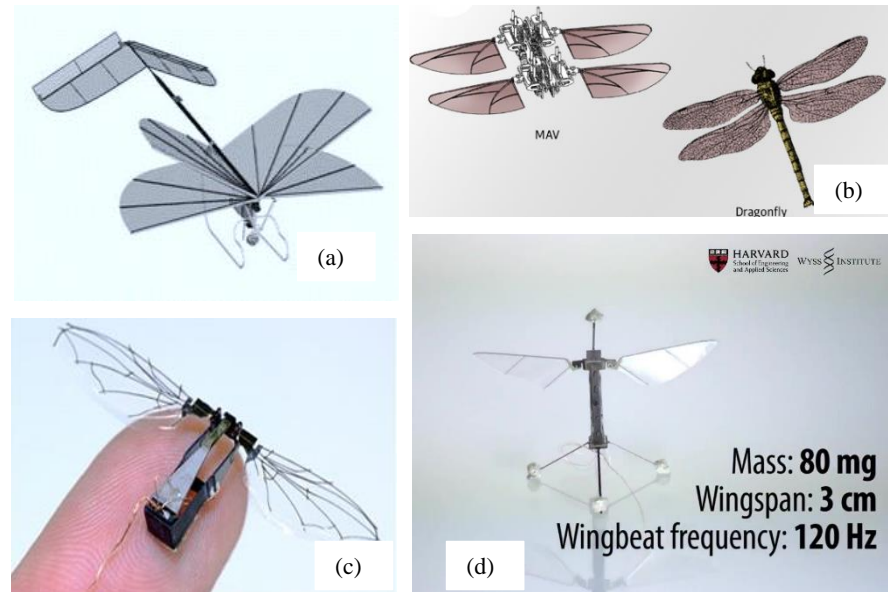 (a)
MAV
Dragonfly
(b)
(c)
HARVARD
School of Engineering
and Applied Sciences
WYSS INSTITUTE
Mass: 80 mg
Wingspan: 3 cm
Wingbeat frequency: 120 Hz
(d)